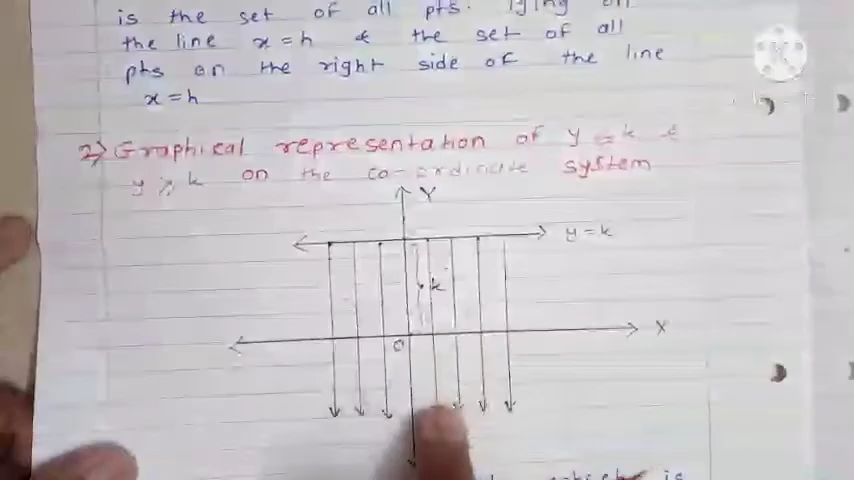 is the set of all pts. lying on
the line x=h & the set of all
pts on the right side of the line
x=h
2) Graphical representation of y ≤ k &
y ≥ k on the co-ordinate system
Y
y=k
k
X
O
is